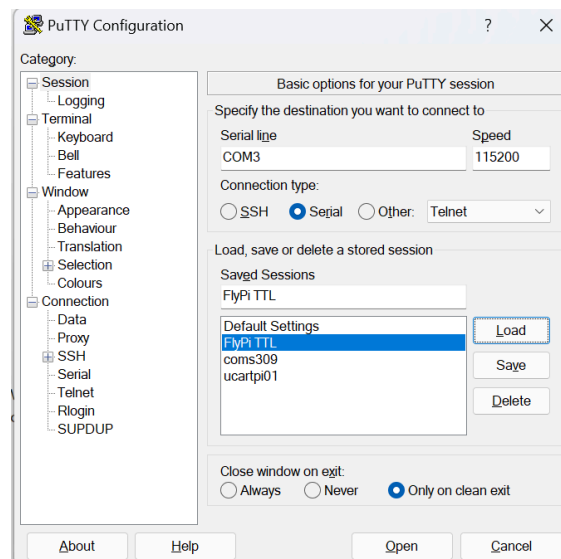 PuTTY Configuration ? X
Category:
Session
Logging
Terminal
Keyboard
Bell
Features
Window
Appearance
Behaviour
Translation
Selection
Colours
Connection
Data
Proxy
SSH
Serial
Telnet
Rlogin
SUPDUP
Basic options for your PuTTY session
Specify the destination you want to connect to
Serial line Speed
COM3 115200
Connection type:
SSH Serial Other: Telnet
Load, save or delete a stored session
Saved Sessions
FlyPi TTL
Default Settings
FlyPi TTL
coms309
ucartpi01
Load
Save
Delete
Close window on exit:
Always Never Only on clean exit
About Help Open Cancel